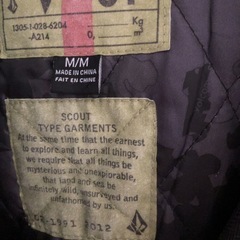 1305-1-028-6204
-A214
0,
Kg
m³
M/M
MADE IN CHINA
FAIT EN CHINE
SCOUT
TYPE GARMENTS
At the same time that the earnest
to explore and learn all things,
we require that all things be
mysterious and unexplorable,
that land and sea be
infinitely wild, unsurveyed and
unfathomed by us.
1991 2012